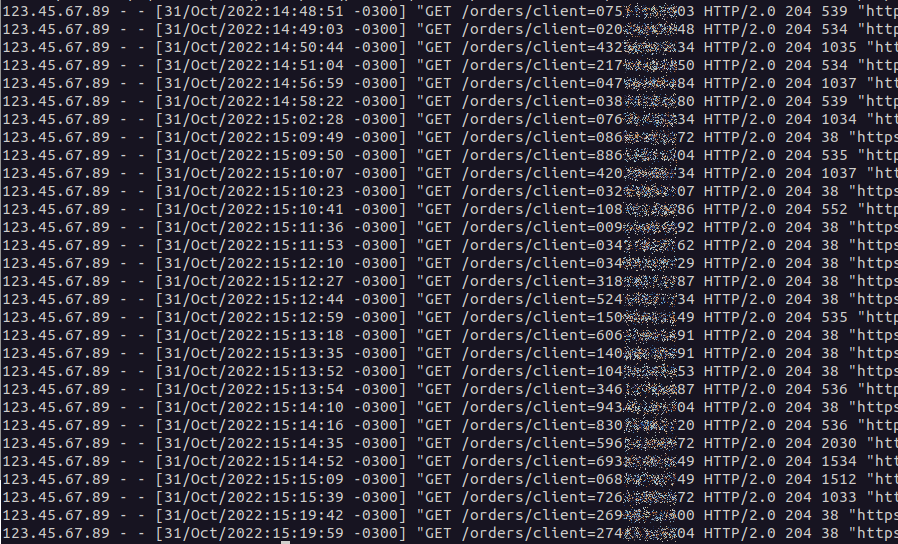 123.45.67.89 - - [31/Oct/2022:14:48:51 -0300] "GET /orders/client=075 03 HTTP/2.0 204 539 "http
123.45.67.89 - - [31/Oct/2022:14:49:03 -0300] "GET /orders/client=020 48 HTTP/2.0 204 534 "http
123.45.67.89 - - [31/Oct/2022:14:50:44 -0300] "GET /orders/client=432 34 HTTP/2.0 204 1035 "htt
123.45.67.89 - - [31/Oct/2022:14:51:04 -0300] "GET /orders/client=217 50 HTTP/2.0 204 534 "http
123.45.67.89 - - [31/Oct/2022:14:56:59 -0300] "GET /orders/client=047 84 HTTP/2.0 204 1037 "htt
123.45.67.89 - - [31/Oct/2022:14:58:22 -0300] "GET /orders/client=038 80 HTTP/2.0 204 539 "http
123.45.67.89 - - [31/Oct/2022:15:02:28 -0300] "GET /orders/client=076 34 HTTP/2.0 204 1034 "htt
123.45.67.89 - - [31/Oct/2022:15:09:49 -0300] "GET /orders/client=086 72 HTTP/2.0 204 38 "https
123.45.67.89 - - [31/Oct/2022:15:09:50 -0300] "GET /orders/client=886 04 HTTP/2.0 204 535 "http
123.45.67.89 - - [31/Oct/2022:15:10:07 -0300] "GET /orders/client=420 34 HTTP/2.0 204 1037 "htt
123.45.67.89 - - [31/Oct/2022:15:10:23 -0300] "GET /orders/client=032 07 HTTP/2.0 204 38 "https
123.45.67.89 - - [31/Oct/2022:15:10:41 -0300] "GET /orders/client=108 86 HTTP/2.0 204 552 "http
123.45.67.89 - - [31/Oct/2022:15:11:36 -0300] "GET /orders/client=009 92 HTTP/2.0 204 38 "https
123.45.67.89 - - [31/Oct/2022:15:11:53 -0300] "GET /orders/client=034 62 HTTP/2.0 204 38 "https
123.45.67.89 - - [31/Oct/2022:15:12:10 -0300] "GET /orders/client=034 29 HTTP/2.0 204 38 "https
123.45.67.89 - - [31/Oct/2022:15:12:27 -0300] "GET /orders/client=318 87 HTTP/2.0 204 38 "https
123.45.67.89 - - [31/Oct/2022:15:12:44 -0300] "GET /orders/client=524 34 HTTP/2.0 204 38 "https
123.45.67.89 - - [31/Oct/2022:15:12:59 -0300] "GET /orders/client=150 49 HTTP/2.0 204 535 "http
123.45.67.89 - - [31/Oct/2022:15:13:18 -0300] "GET /orders/client=606 91 HTTP/2.0 204 38 "https
123.45.67.89 - - [31/Oct/2022:15:13:35 -0300] "GET /orders/client=140 91 HTTP/2.0 204 38 "https
123.45.67.89 - - [31/Oct/2022:15:13:52 -0300] "GET /orders/client=104 53 HTTP/2.0 204 38 "https
123.45.67.89 - - [31/Oct/2022:15:13:54 -0300] "GET /orders/client=346 87 HTTP/2.0 204 536 "http
123.45.67.89 - - [31/Oct/2022:15:14:10 -0300] "GET /orders/client=943 04 HTTP/2.0 204 38 "https
123.45.67.89 - - [31/Oct/2022:15:14:16 -0300] "GET /orders/client=830 20 HTTP/2.0 204 536 "http
123.45.67.89 - - [31/Oct/2022:15:14:35 -0300] "GET /orders/client=596 72 HTTP/2.0 204 2030 "htt
123.45.67.89 - - [31/Oct/2022:15:14:52 -0300] "GET /orders/client=693 49 HTTP/2.0 204 1534 "htt
123.45.67.89 - - [31/Oct/2022:15:15:09 -0300] "GET /orders/client=068 49 HTTP/2.0 204 1512 "htt
123.45.67.89 - - [31/Oct/2022:15:15:39 -0300] "GET /orders/client=726 72 HTTP/2.0 204 1033 "htt
123.45.67.89 - - [31/Oct/2022:15:19:42 -0300] "GET /orders/client=269 00 HTTP/2.0 204 38 "https
123.45.67.89 - - [31/Oct/2022:15:19:59 -0300] "GET /orders/client=274 04 HTTP/2.0 204 38 "https